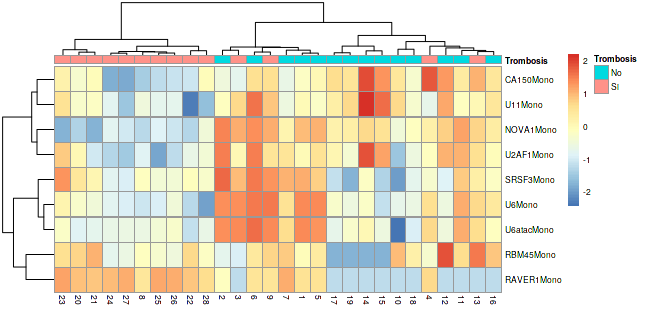 Trombosis
CA150Mono
U11Mono
NOVA1Mono
U2AF1Mono
SRSF3Mono
U6Mono
U6atacMono
RBM45Mono
RAVER1Mono
23 20 21 24 27 8 25 26 22 28 2 3 6 9 7 1 5 17 19 14 15 10 18 4 12 11 13 16
2
1
0
-1
-2
Trombosis
No
SI